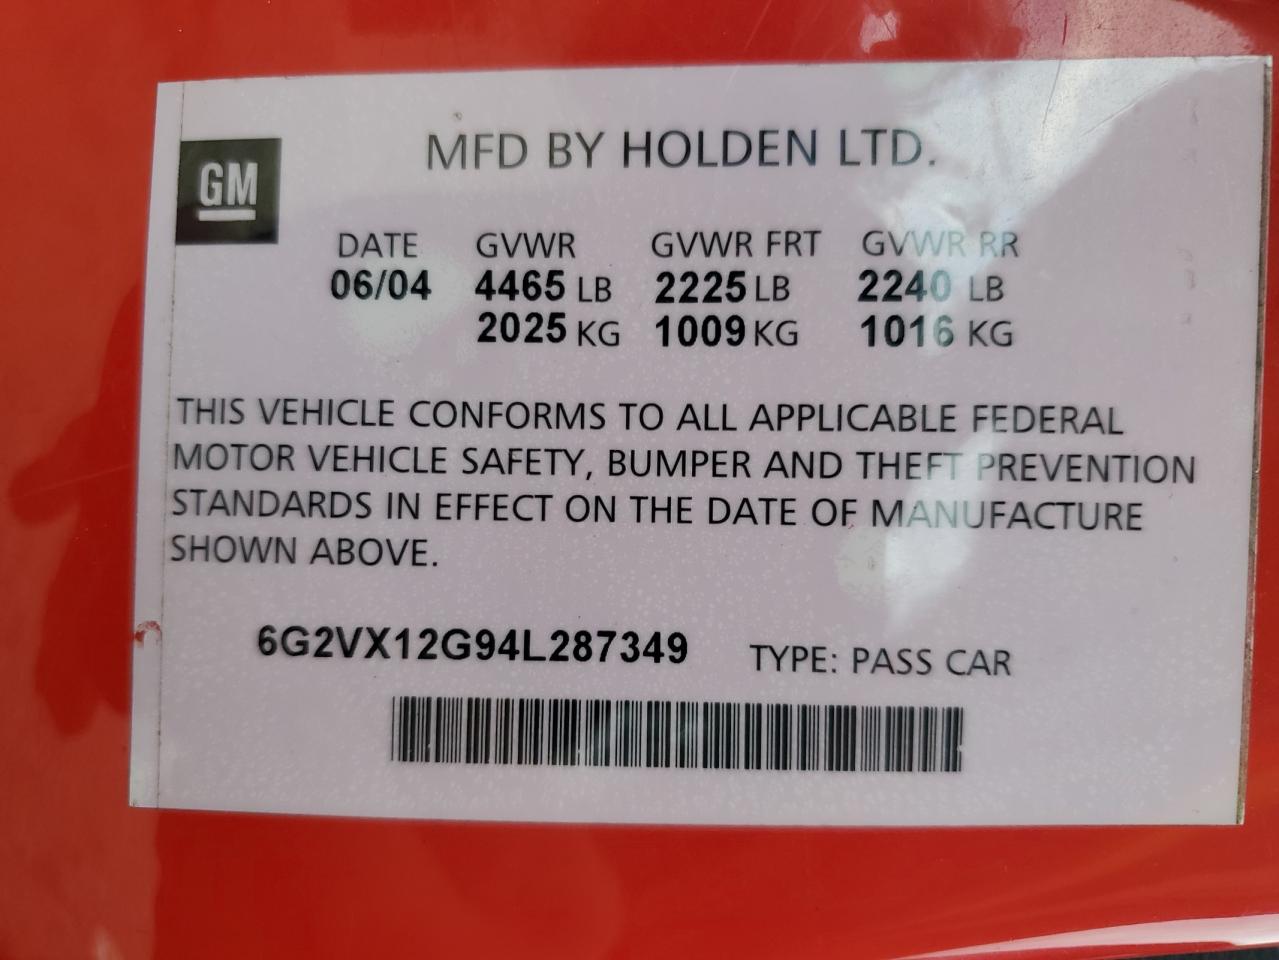 GM
MFD BY HOLDEN LTD.
DATE GVWR GVWR FRT GVWR RR
06/04 4465 LB 2225 LB 2240 LB
2025 KG 1009 KG 1016 KG
THIS VEHICLE CONFORMS TO ALL APPLICABLE FEDERAL
MOTOR VEHICLE SAFETY, BUMPER AND THEFT PREVENTION
STANDARDS IN EFFECT ON THE DATE OF MANUFACTURE
SHOWN ABOVE.
6G2VX12G94L287349 TYPE: PASS CAR